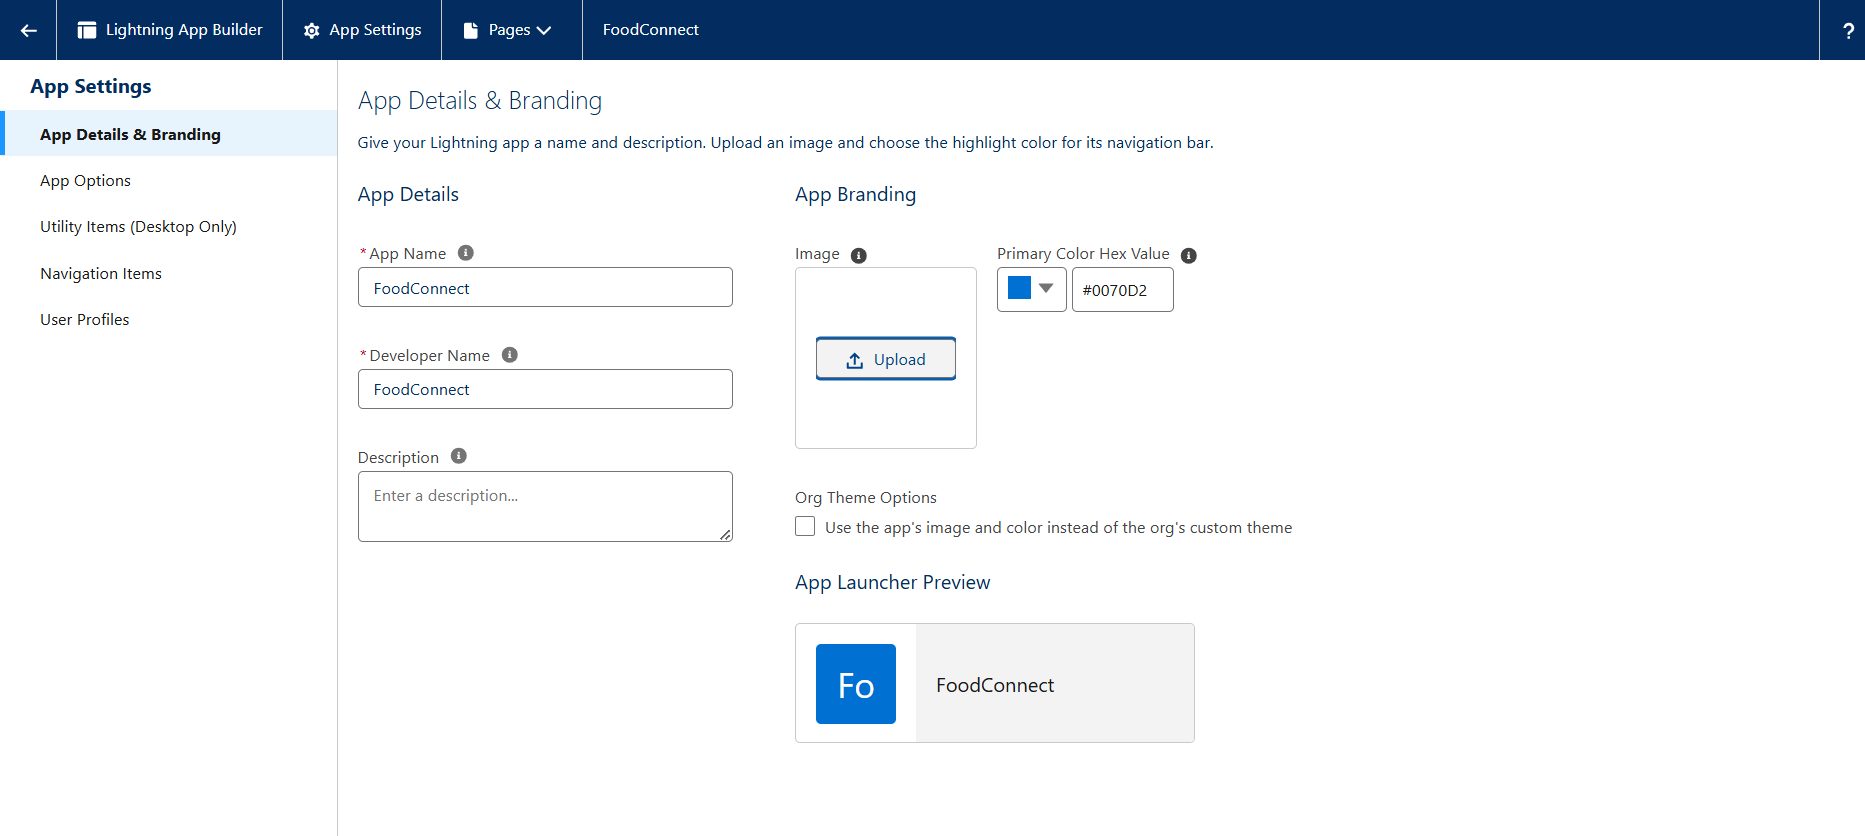 Lightning App Builder
App Settings
Pages
FoodConnect
?
App Settings
App Details & Branding
App Options
Utility Items (Desktop Only)
Navigation Items
User Profiles
App Details & Branding
Give your Lightning app a name and description. Upload an image and choose the highlight color for its navigation bar.
App Details
*App Name
FoodConnect
*Developer Name
FoodConnect
Description
Enter a description...
App Branding
Image
Upload
Primary Color Hex Value
#0070D2
Org Theme Options
Use the app's image and color instead of the org's custom theme
App Launcher Preview
Fo
FoodConnect